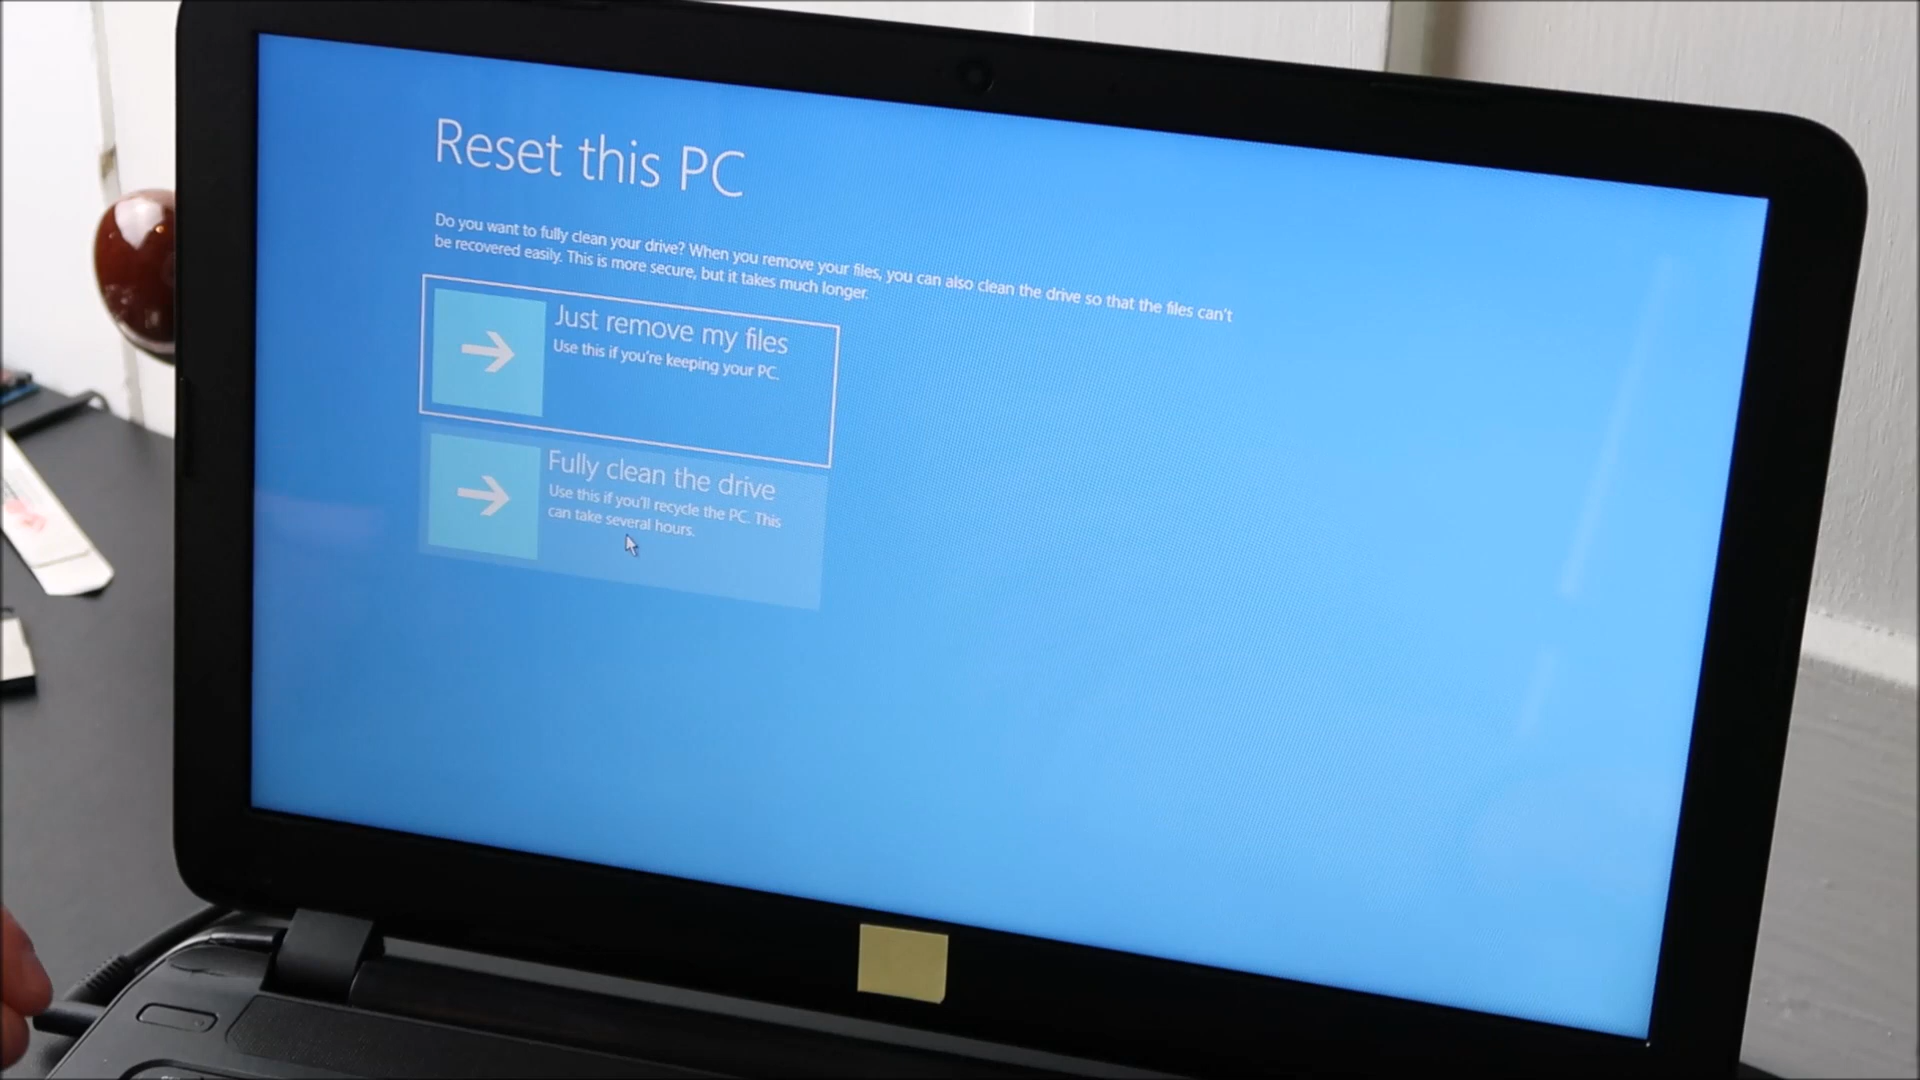 Reset this PC
Do you want to fully clean your drive? When you remove your files, you can also clean the drive so that the files can't
be recovered easily. This is more secure, but it takes much longer.
Just remove my files
Use this if you're keeping your PC.
Fully clean the drive
Use this if you'll recycle the PC. This
can take several hours.